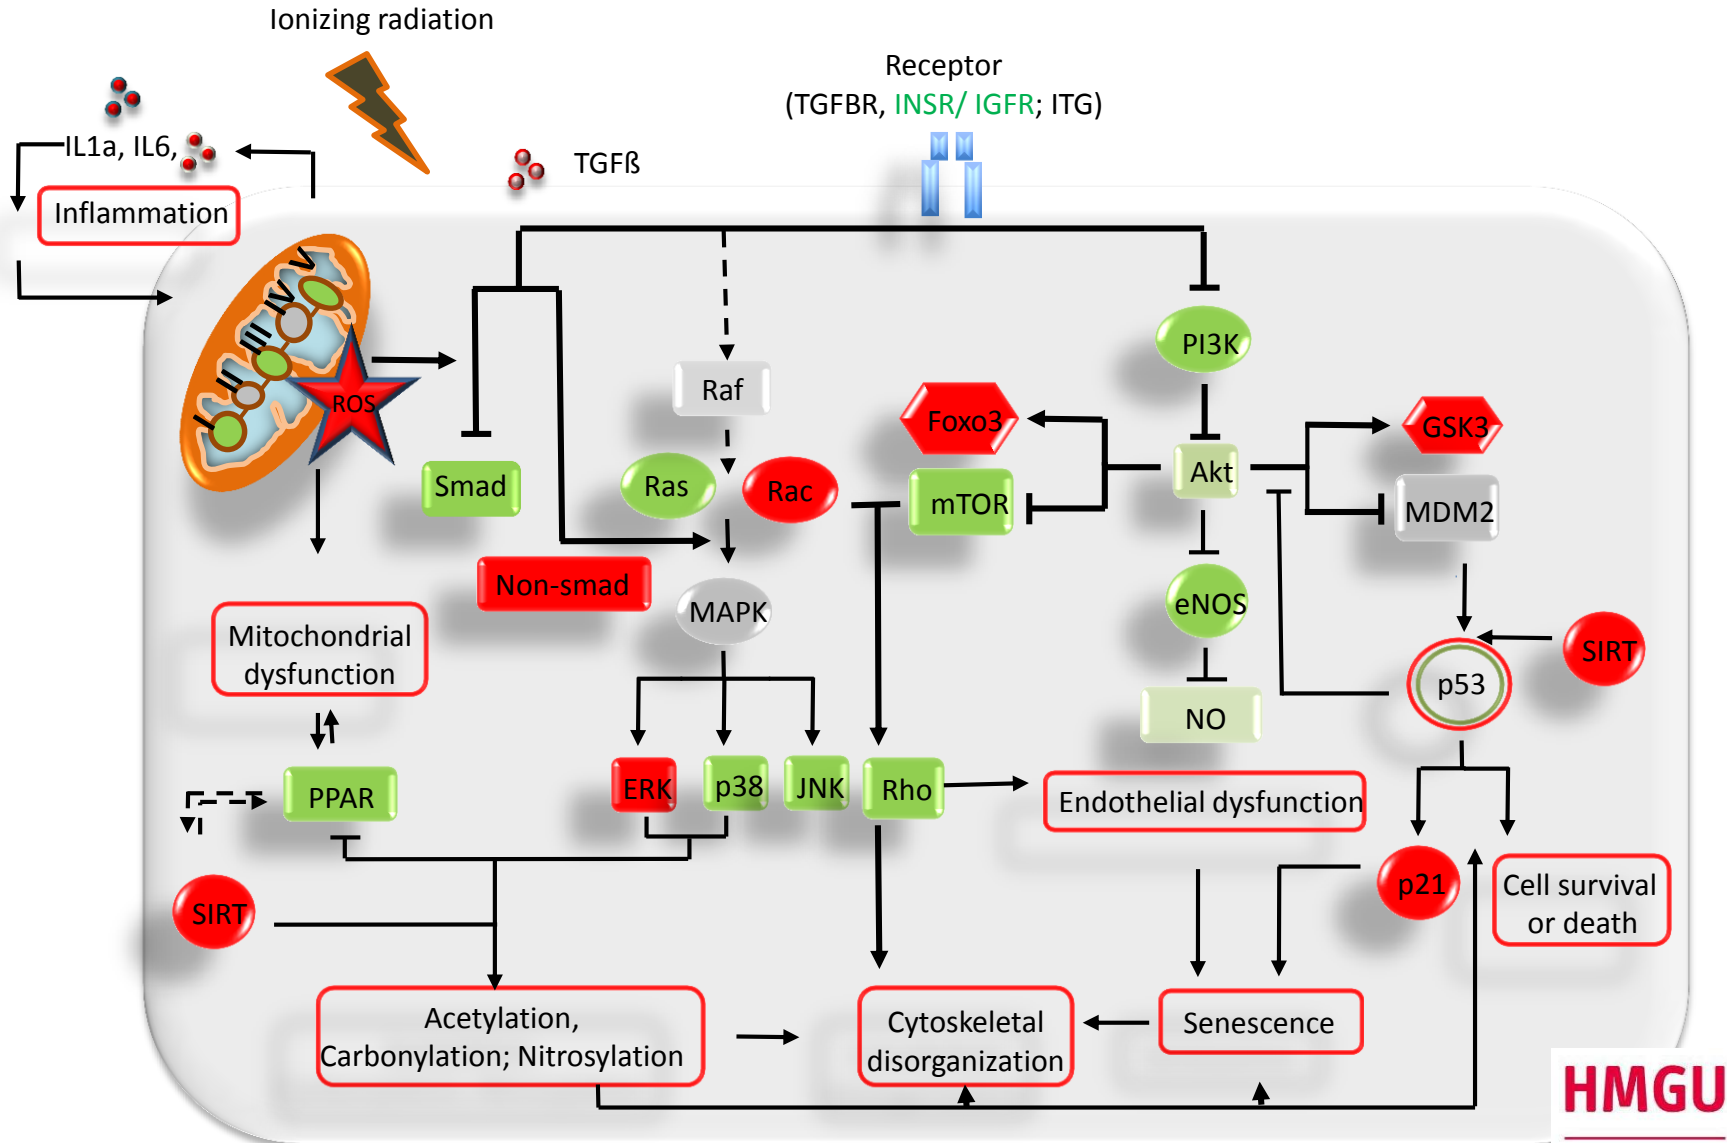 Ionizing radiation
Receptor
(TGFBR, INSR/ IGFR; ITG)
IL1a, IL6,
TGFß
Inflammation
I
II
III
IV
V
ROS
PI3K
Raf
Foxo3
GSK3
Smad
Ras
Rac
mTOR
Akt
MDM2
Non-smad
MAPK
eNOS
Mitochondrial
dysfunction
SIRT
p53
NO
PPAR
ERK
p38
JNK
Rho
Endothelial dysfunction
SIRT
p21
Cell survival
or death
Acetylation,
Carbonylation; Nitrosylation
Cytoskeletal
disorganization
Senescence
HMGU